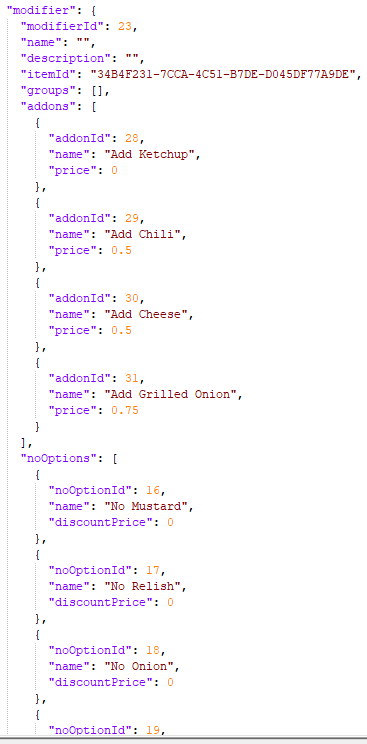 "modifier": {
"modifierId": 23,
"name": "",
"description": "",
"itemId": "34B4F231-7CCA-4C51-B7DE-D045DF77A9DE",
"groups": [],
"addons": [
{
"addonId": 28,
"name": "Add Ketchup",
"price": 0
},
{
"addonId": 29,
"name": "Add Chili",
"price": 0.5
},
{
"addonId": 30,
"name": "Add Cheese",
"price": 0.5
},
{
"addonId": 31,
"name": "Add Grilled Onion",
"price": 0.75
}
],
"noOptions": [
{
"noOptionId": 16,
"name": "No Mustard",
"discountPrice": 0
},
{
"noOptionId": 17,
"name": "No Relish",
"discountPrice": 0
},
{
"noOptionId": 18,
"name": "No Onion",
"discountPrice": 0
},
{
"noOptionId": 19,